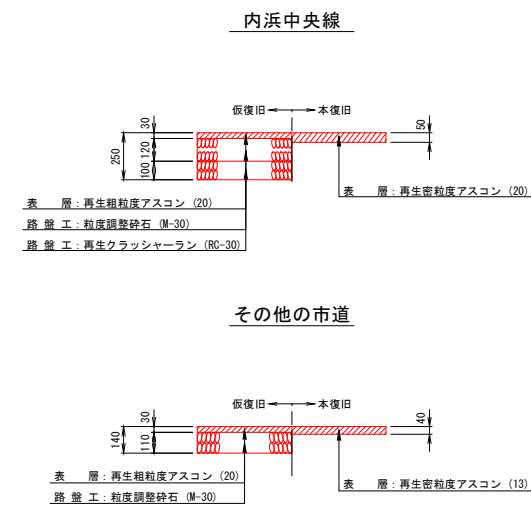 内浜中央線
仮復旧 本復旧
30
120
100
250
50
表　層：再生粗粒度アスコン (20)
路 盤 工：粒度調整砕石 (M-30)
路 盤 工：再生クラッシャーラン (RC-30)
表　層：再生密粒度アスコン (20)
その他の市道
仮復旧 本復旧
30
110
140
40
表　層：再生粗粒度アスコン (20)
路 盤 工：粒度調整砕石 (M-30)
表　層：再生密粒度アスコン (13)